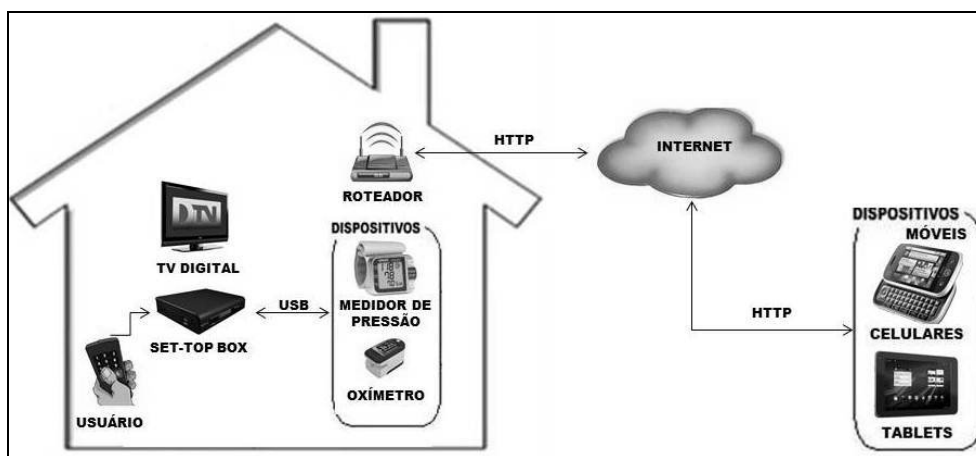 HTTP
INTERNET
ROTEADOR
DTV
TV DIGITAL
DISPOSITIVOS
MEDIDOR DE
PRESSÃO
OXÍMETRO
USB
SET-TOP BOX
USUÁRIO
HTTP
DISPOSITIVOS
MÓVEIS
CELULARES
TABLETS